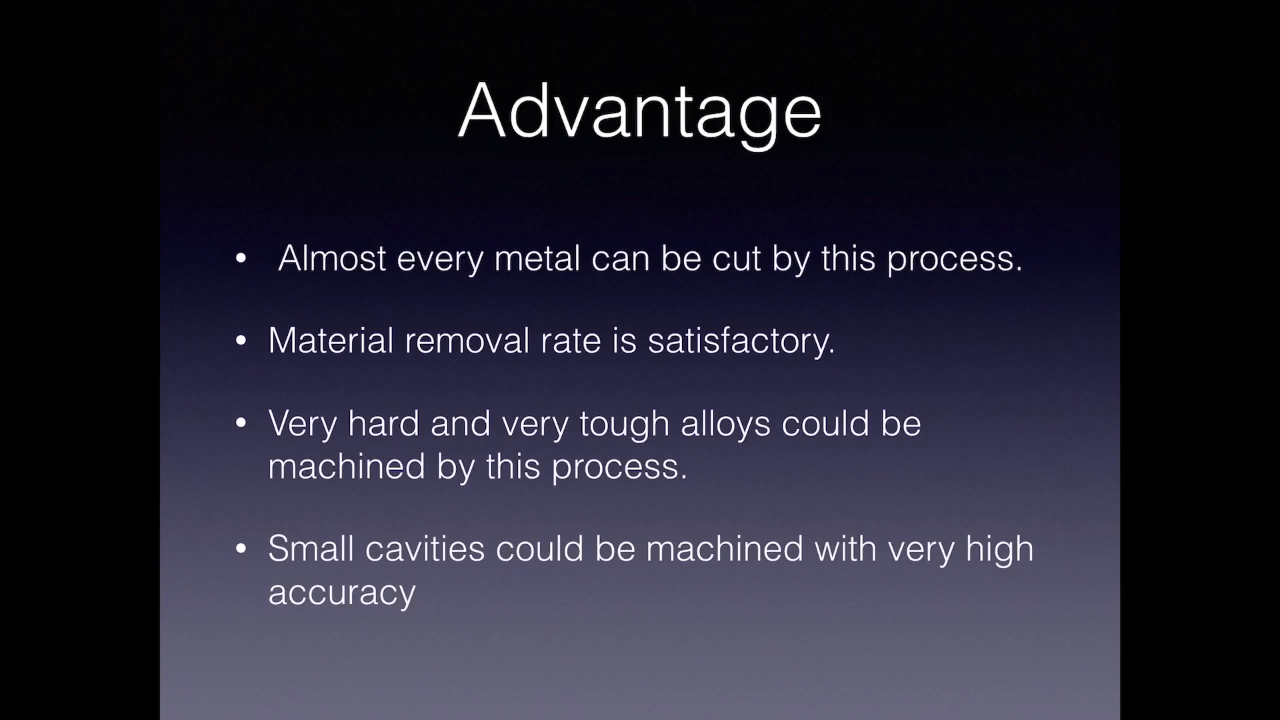 Advantage
• Almost every metal can be cut by this process.
• Material removal rate is satisfactory.
• Very hard and very tough alloys could be
machined by this process.
• Small cavities could be machined with very high
accuracy